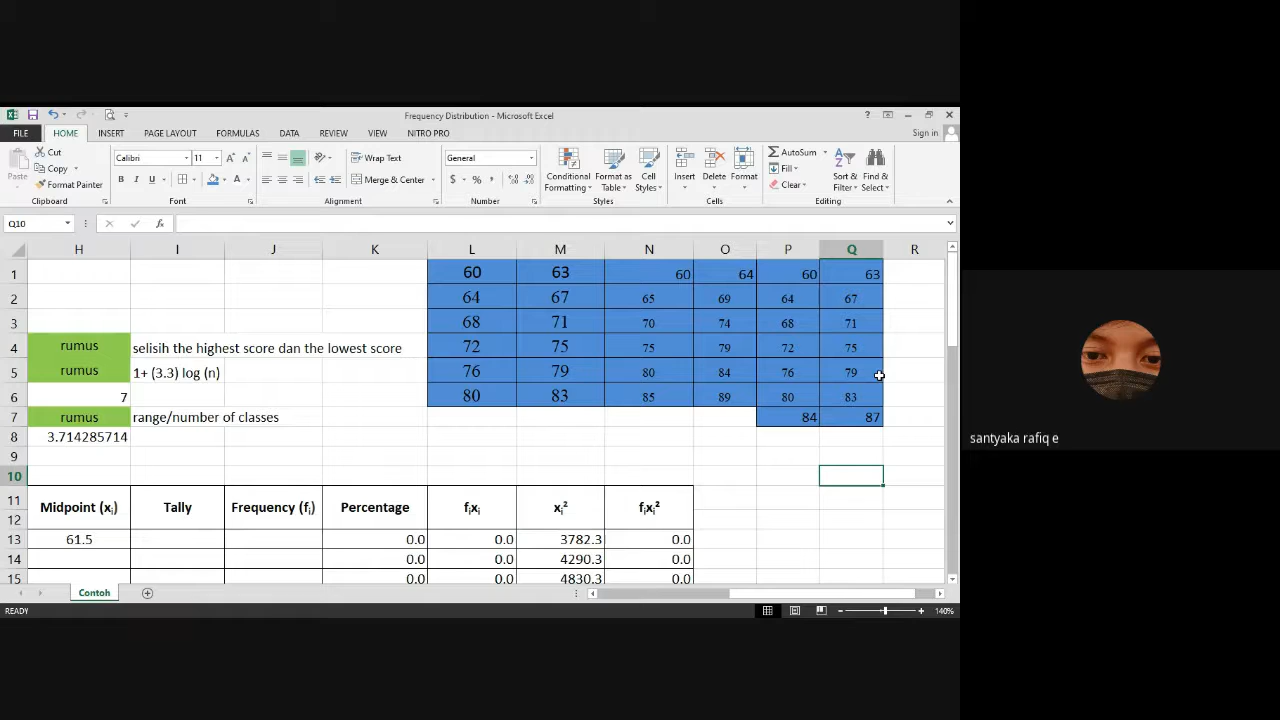 Frequency Distribution - Microsoft Excel
FILE HOME INSERT PAGE LAYOUT FORMULAS DATA REVIEW VIEW NITRO PRO Sign in
Cut
Copy
Format Painter
Paste
Clipboard
Calibri 11
B I U
Font
Wrap Text
Merge & Center
Alignment
General
$ % ,
Number
Conditional Formatting
Format as Table
Cell Styles
Styles
Insert Delete Format
Cells
AutoSum
Fill
Clear
Sort & Filter
Find & Select
Editing
Q10 fx
H I J K L M N O P Q R
1 60 63 60 64 60 63
2 64 67 65 69 64 67
3 68 71 70 74 68 71
4 rumus selisih the highest score dan the lowest score 72 75 75 79 72 75
5 rumus 1+ (3.3) log (n) 76 79 80 84 76 79
6 7 80 83 85 89 80 83
7 rumus range/number of classes 84 87
8 3.714285714
9
10
11 Midpoint (xi) Tally Frequency (fi) Percentage fixi xi² fixi²
12
13 61.5 0.0 0.0 3782.3 0.0
14 0.0 0.0 4290.3 0.0
15 0.0 0.0 4830.3 0.0
Contoh
READY 140%
santyaka rafiq e